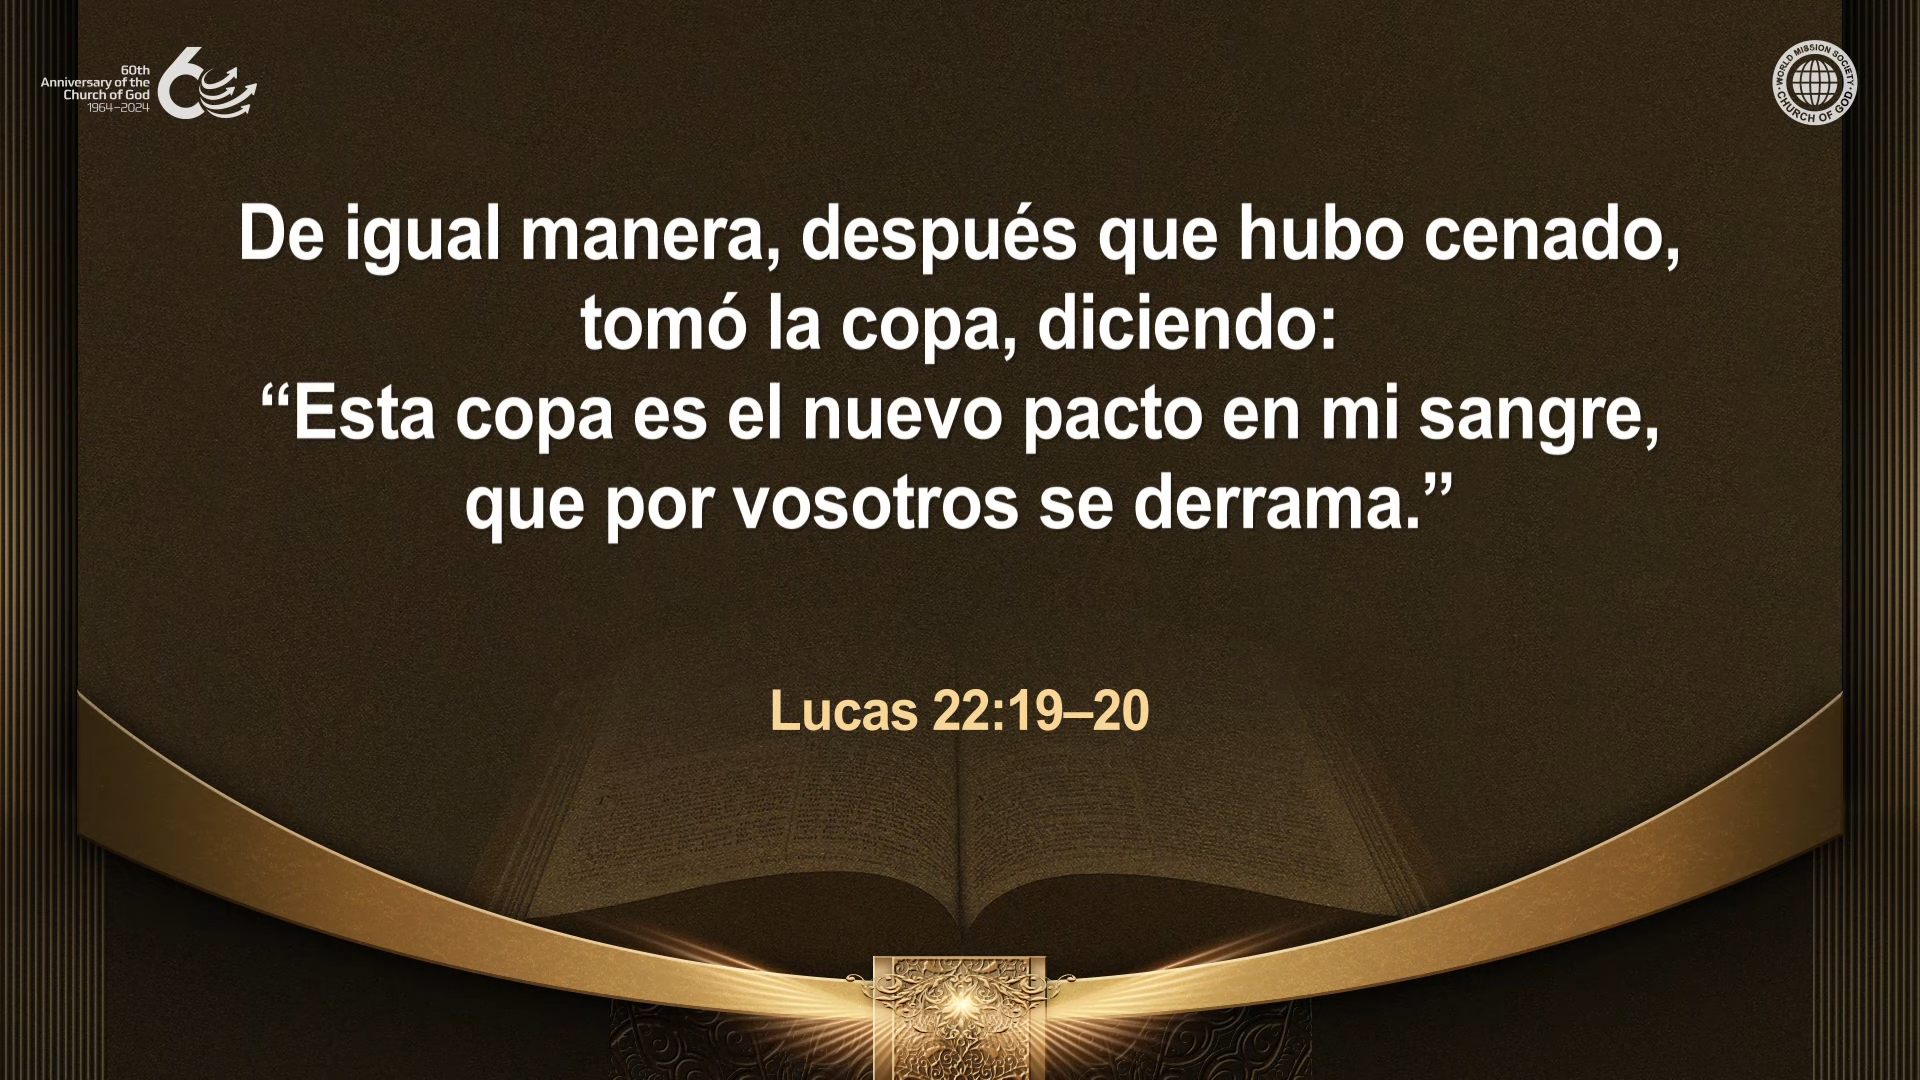 60th
Anniversary of the
Church of God
1964–2024
WORLD MISSION SOCIETY
CHURCH OF GOD
De igual manera, después que hubo cenado,
tomó la copa, diciendo:
“Esta copa es el nuevo pacto en mi sangre,
que por vosotros se derrama.”
Lucas 22:19–20